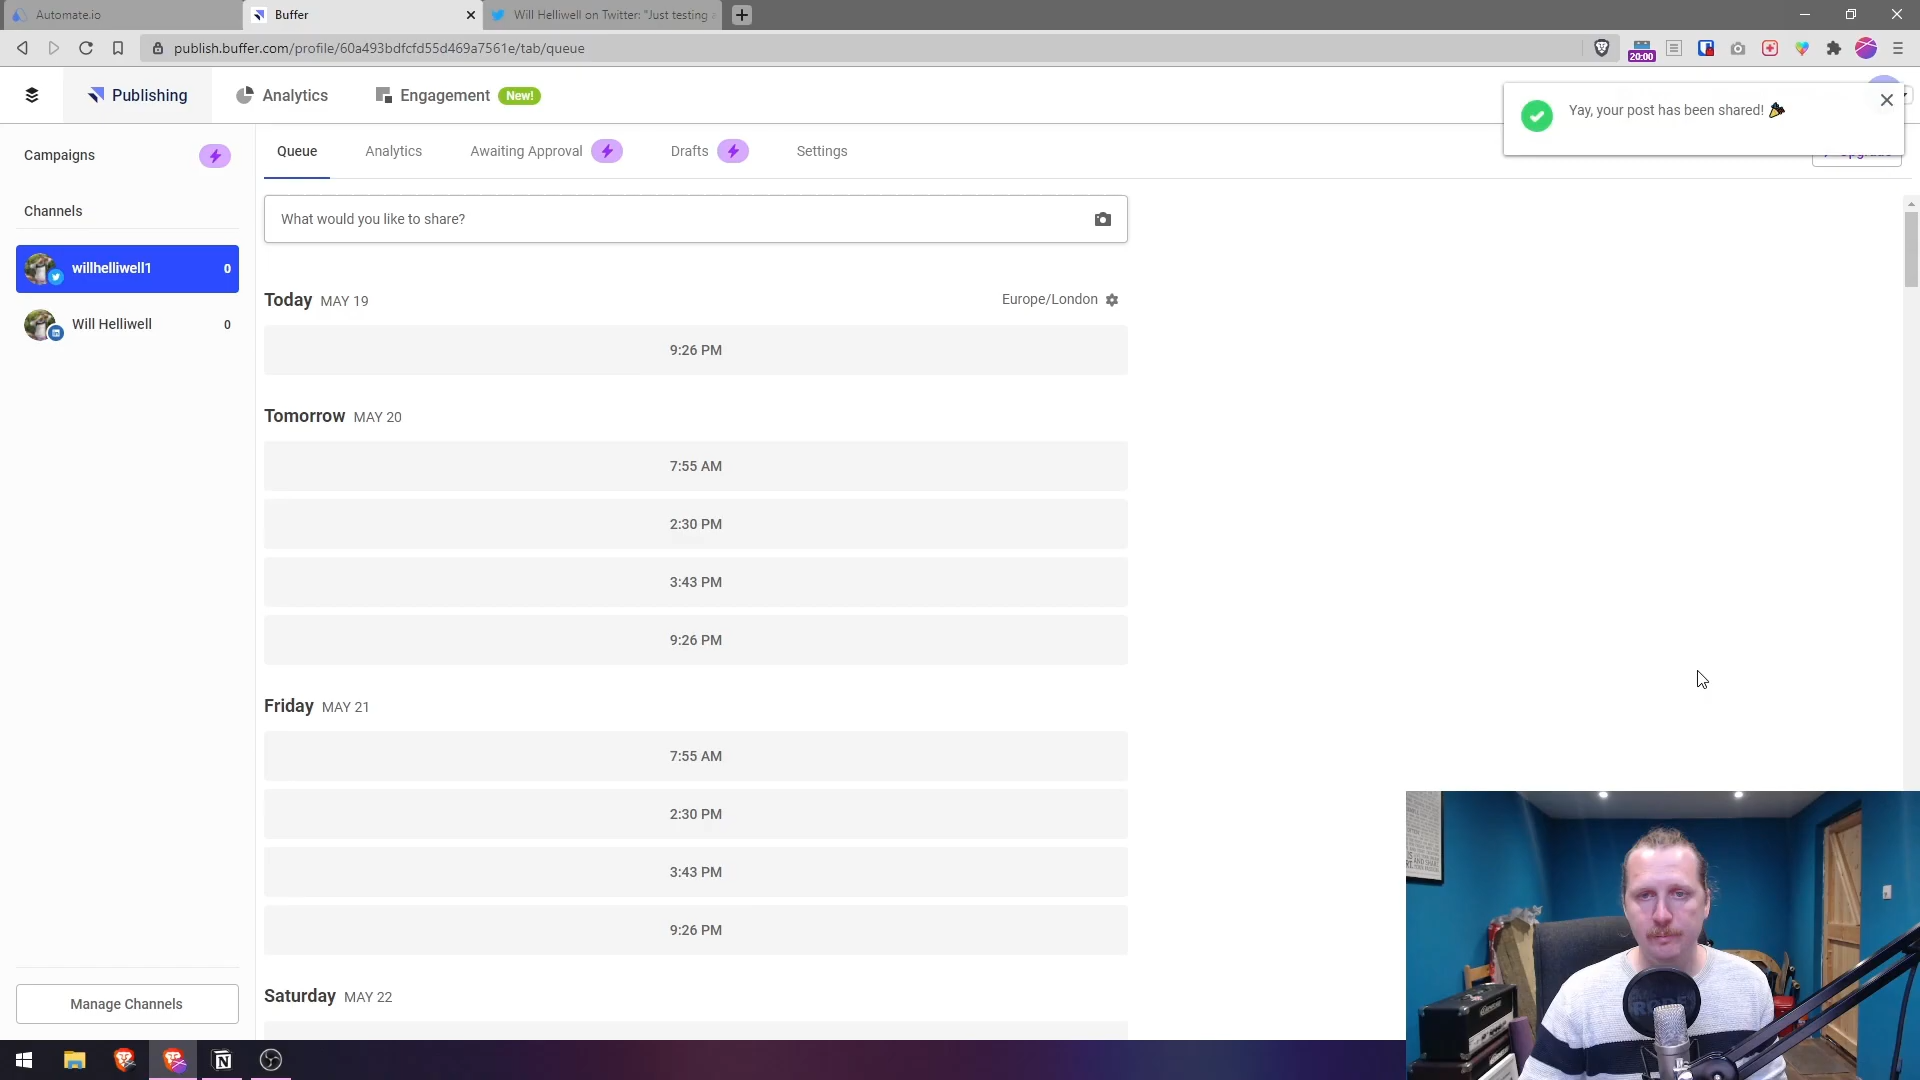 Automate.io
Buffer
Will Helliwell on Twitter: "Just testing
publish.buffer.com/profile/60a493bdfcfd55d469a7561e/tab/queue
20:00
Publishing
Analytics
Engagement New!
Yay, your post has been shared!
Campaigns
Queue
Analytics
Awaiting Approval
Drafts
Settings
Channels
What would you like to share?
willhelliwell1 0
Will Helliwell 0
Today MAY 19
Europe/London
9:26 PM
Tomorrow MAY 20
7:55 AM
2:30 PM
3:43 PM
9:26 PM
Friday MAY 21
7:55 AM
2:30 PM
3:43 PM
9:26 PM
Saturday MAY 22
Manage Channels